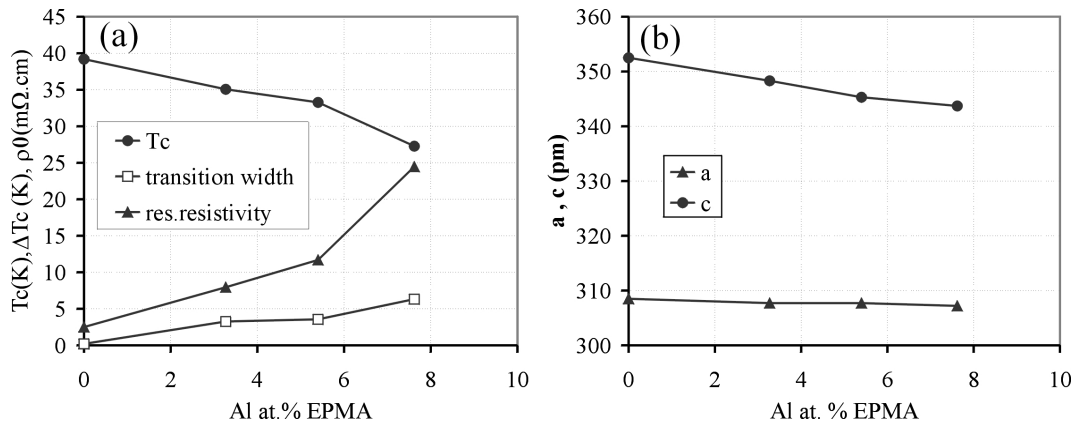 (a)
45
40
35
30
25
20
15
10
5
0
Tc(K),ΔTc (K), ρ0(mΩ.cm)
Tc
transition width
res.resistivity
0 2 4 6 8 10
Al at.% EPMA
(b)
360
350
340
330
320
310
300
a , c (pm)
a
c
0 2 4 6 8 10
Al at. % EPMA